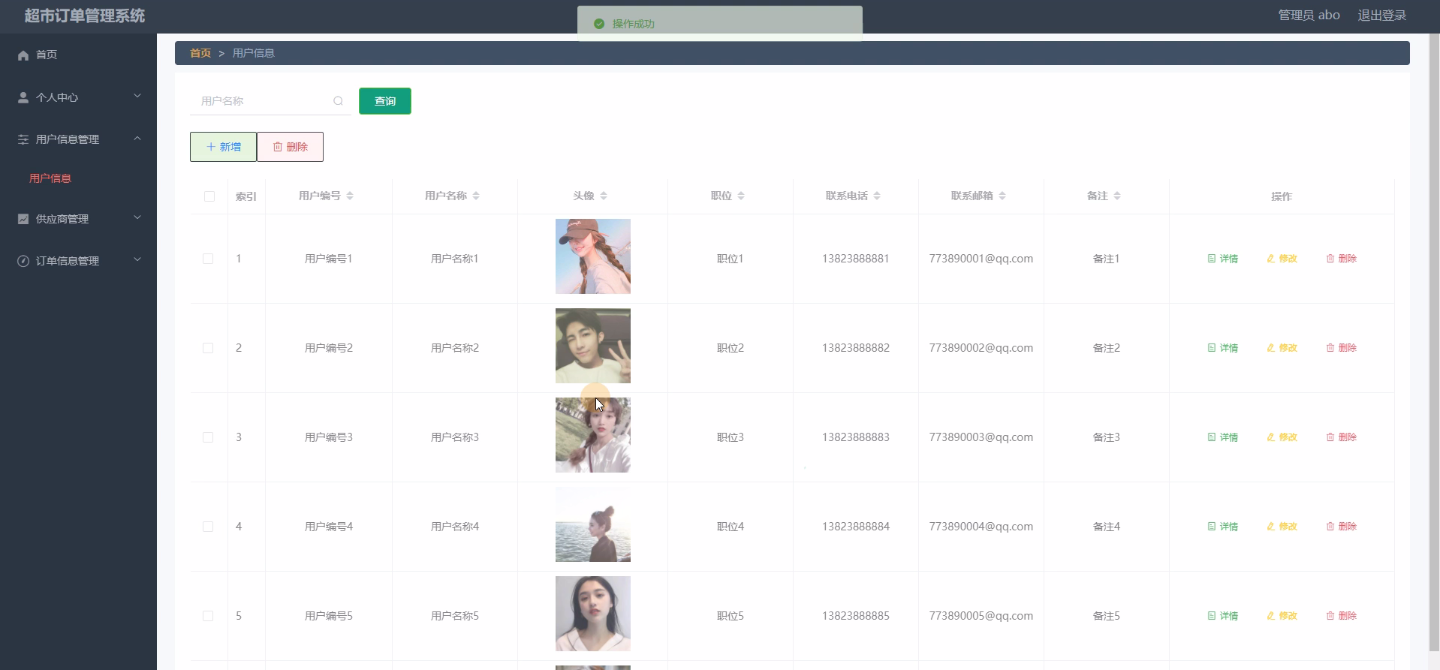 超市订单管理系统
操作成功
管理员 abo 退出登录
首页
个人中心
用户信息管理
用户信息
供应商管理
订单信息管理
首页 > 用户信息
用户名称 查询
新增 删除
索引 用户编号 用户名称 头像 职位 联系电话 联系邮箱 备注 操作
1 用户编号1 用户名称1 职位1 13823888881 773890001@qq.com 备注1 详情 修改 删除
2 用户编号2 用户名称2 职位2 13823888882 773890002@qq.com 备注2 详情 修改 删除
3 用户编号3 用户名称3 职位3 13823888883 773890003@qq.com 备注3 详情 修改 删除
4 用户编号4 用户名称4 职位4 13823888884 773890004@qq.com 备注4 详情 修改 删除
5 用户编号5 用户名称5 职位5 13823888885 773890005@qq.com 备注5 详情 修改 删除